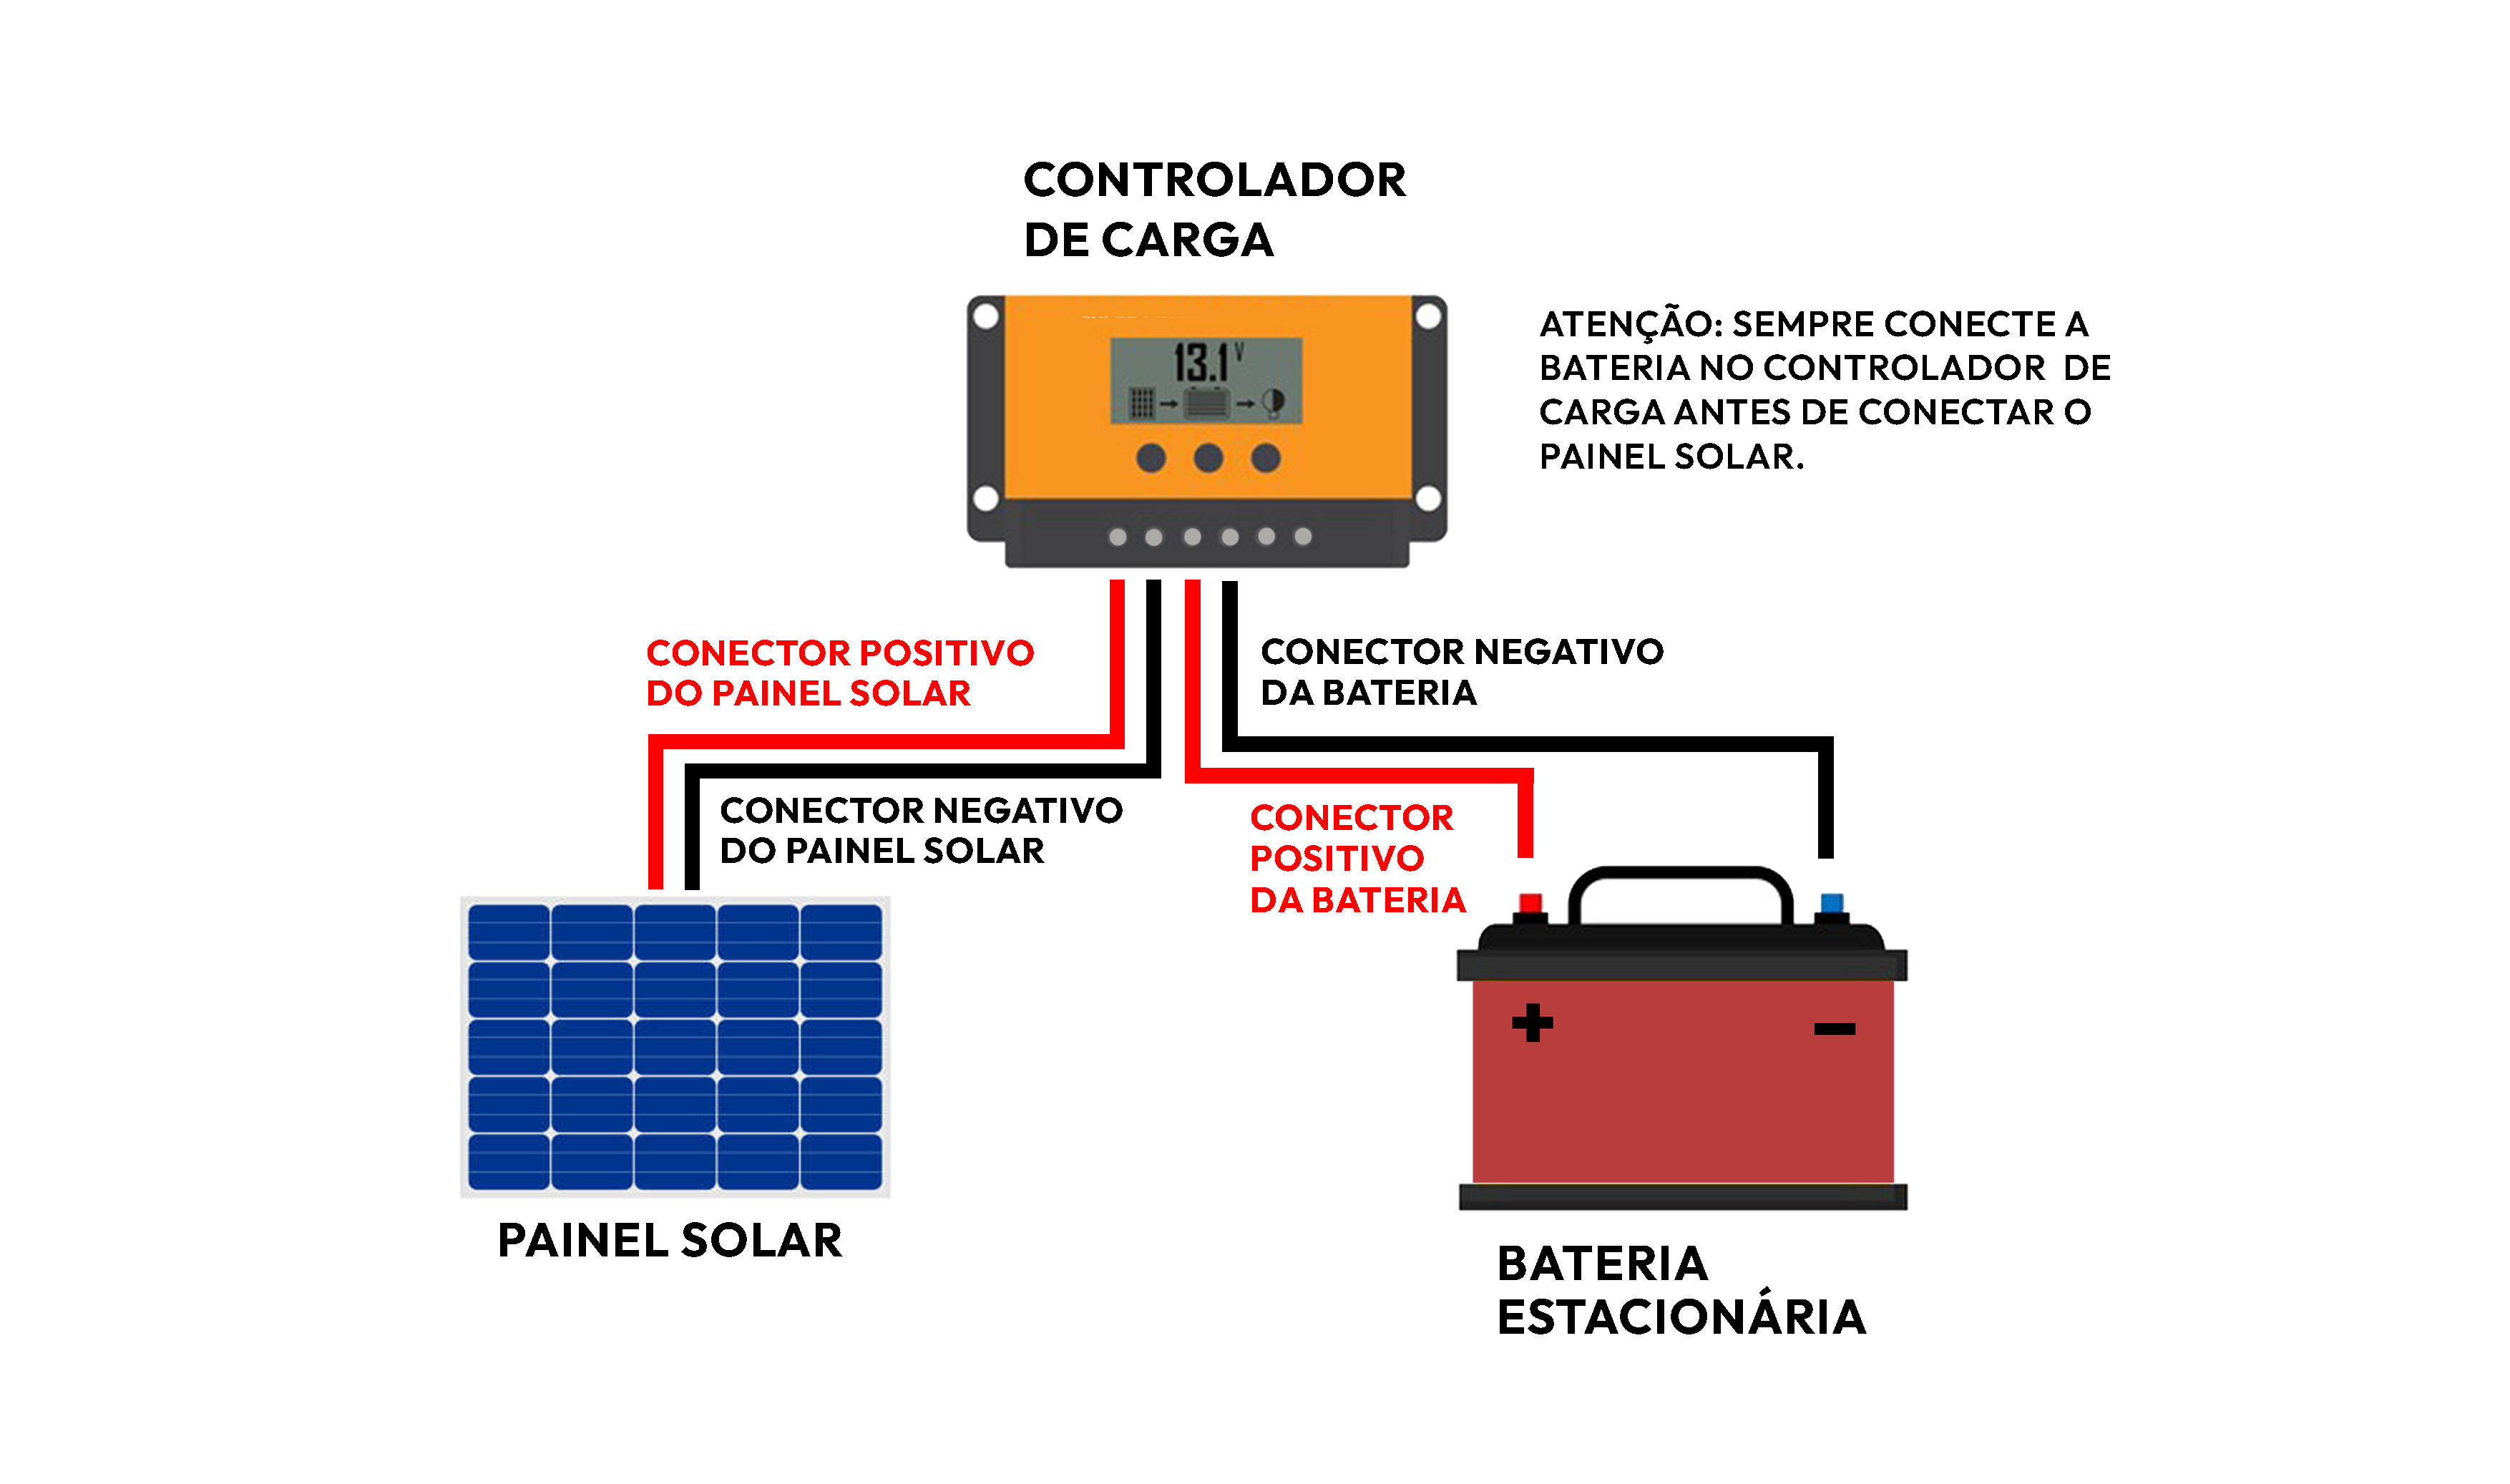 CONTROLADOR
DE CARGA
ATENÇÃO: SEMPRE CONECTE A
BATERIA NO CONTROLADOR DE
CARGA ANTES DE CONECTAR O
PAINEL SOLAR.
13.1 V
CONECTOR POSITIVO
DO PAINEL SOLAR
CONECTOR NEGATIVO
DA BATERIA
CONECTOR NEGATIVO
DO PAINEL SOLAR
CONECTOR
POSITIVO
DA BATERIA
+ -
PAINEL SOLAR
BATERIA
ESTACIONÁRIA